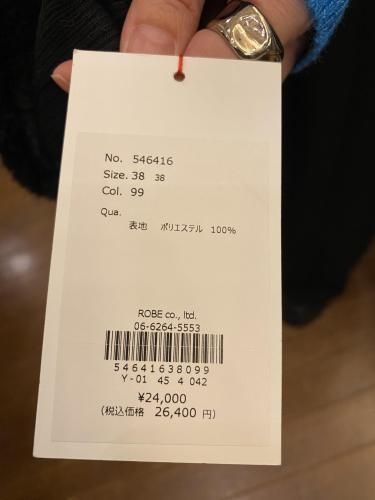 No. 546416
Size. 38 38
Col. 99
Qua.
表地 ポリエステル 100%
ROBE co., ltd.
06-6264-5553
54641638099
Y-01 45 4 042
¥24,000
(税込価格 26,400 円)